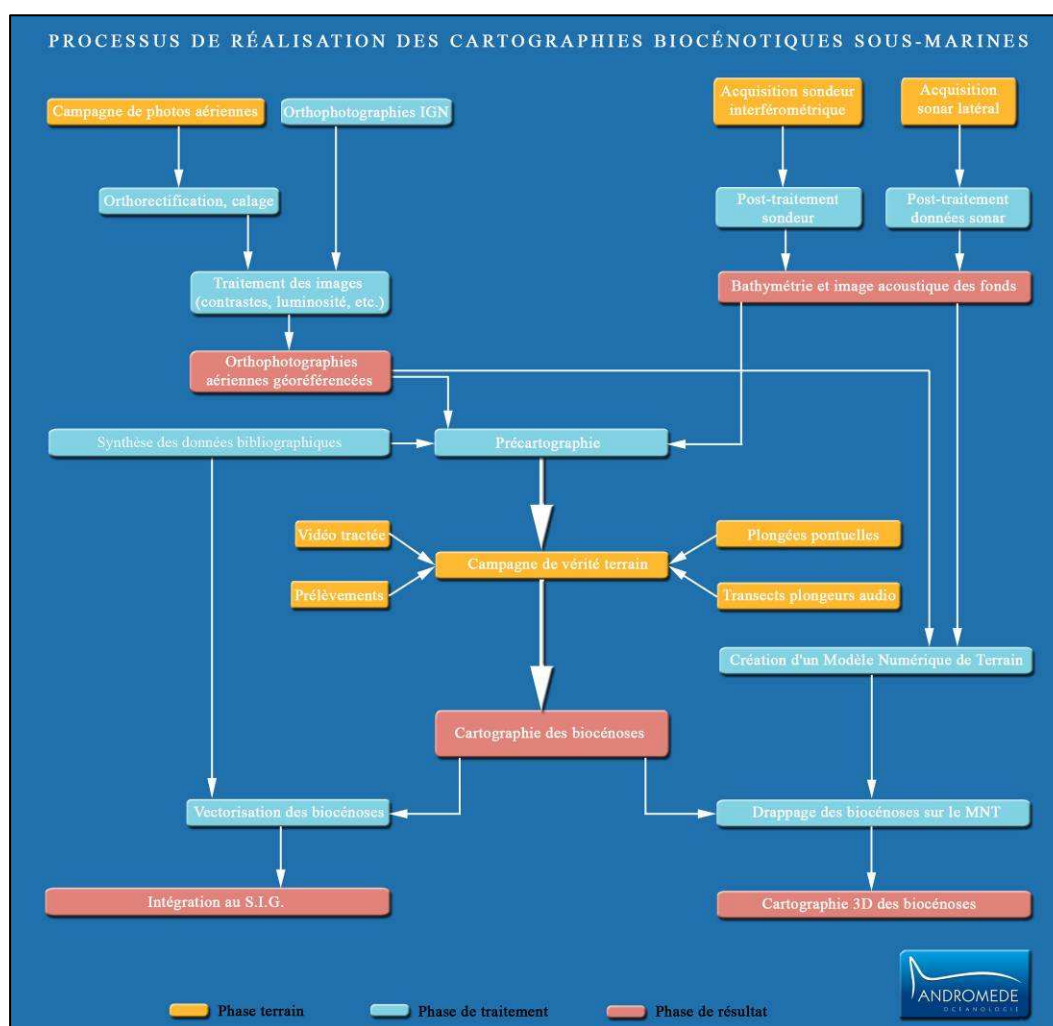 PROCESSUS DE RÉALISATION DES CARTOGRAPHIES BIOCÉNOTIQUES SOUS-MARINES
Campagne de photos aériennes
Orthophotographies IGN
Acquisition sondeur
interférométrique
Acquisition
sonar latéral
Orthorectification, calage
Post-traitement
sondeur
Post-traitement
données sonar
Traitement des images
(contrastes, luminosité, etc.)
Bathymétrie et image acoustique des fonds
Orthophotographies
aériennes géoréférencées
Synthèse des données bibliographiques
Précartographie
Vidéo tractée
Plongées pontuelles
Campagne de vérité terrain
Prélèvements
Transects plongeurs audio
Création d'un Modèle Numérique de Terrain
Cartographie des biocénoses
Vectorisation des biocénoses
Drappage des biocénoses sur le MNT
Intégration au S.I.G.
Cartographie 3D des biocénoses
ANDROMEDE
OCEANOLOGIE
Phase terrain
Phase de traitement
Phase de résultat